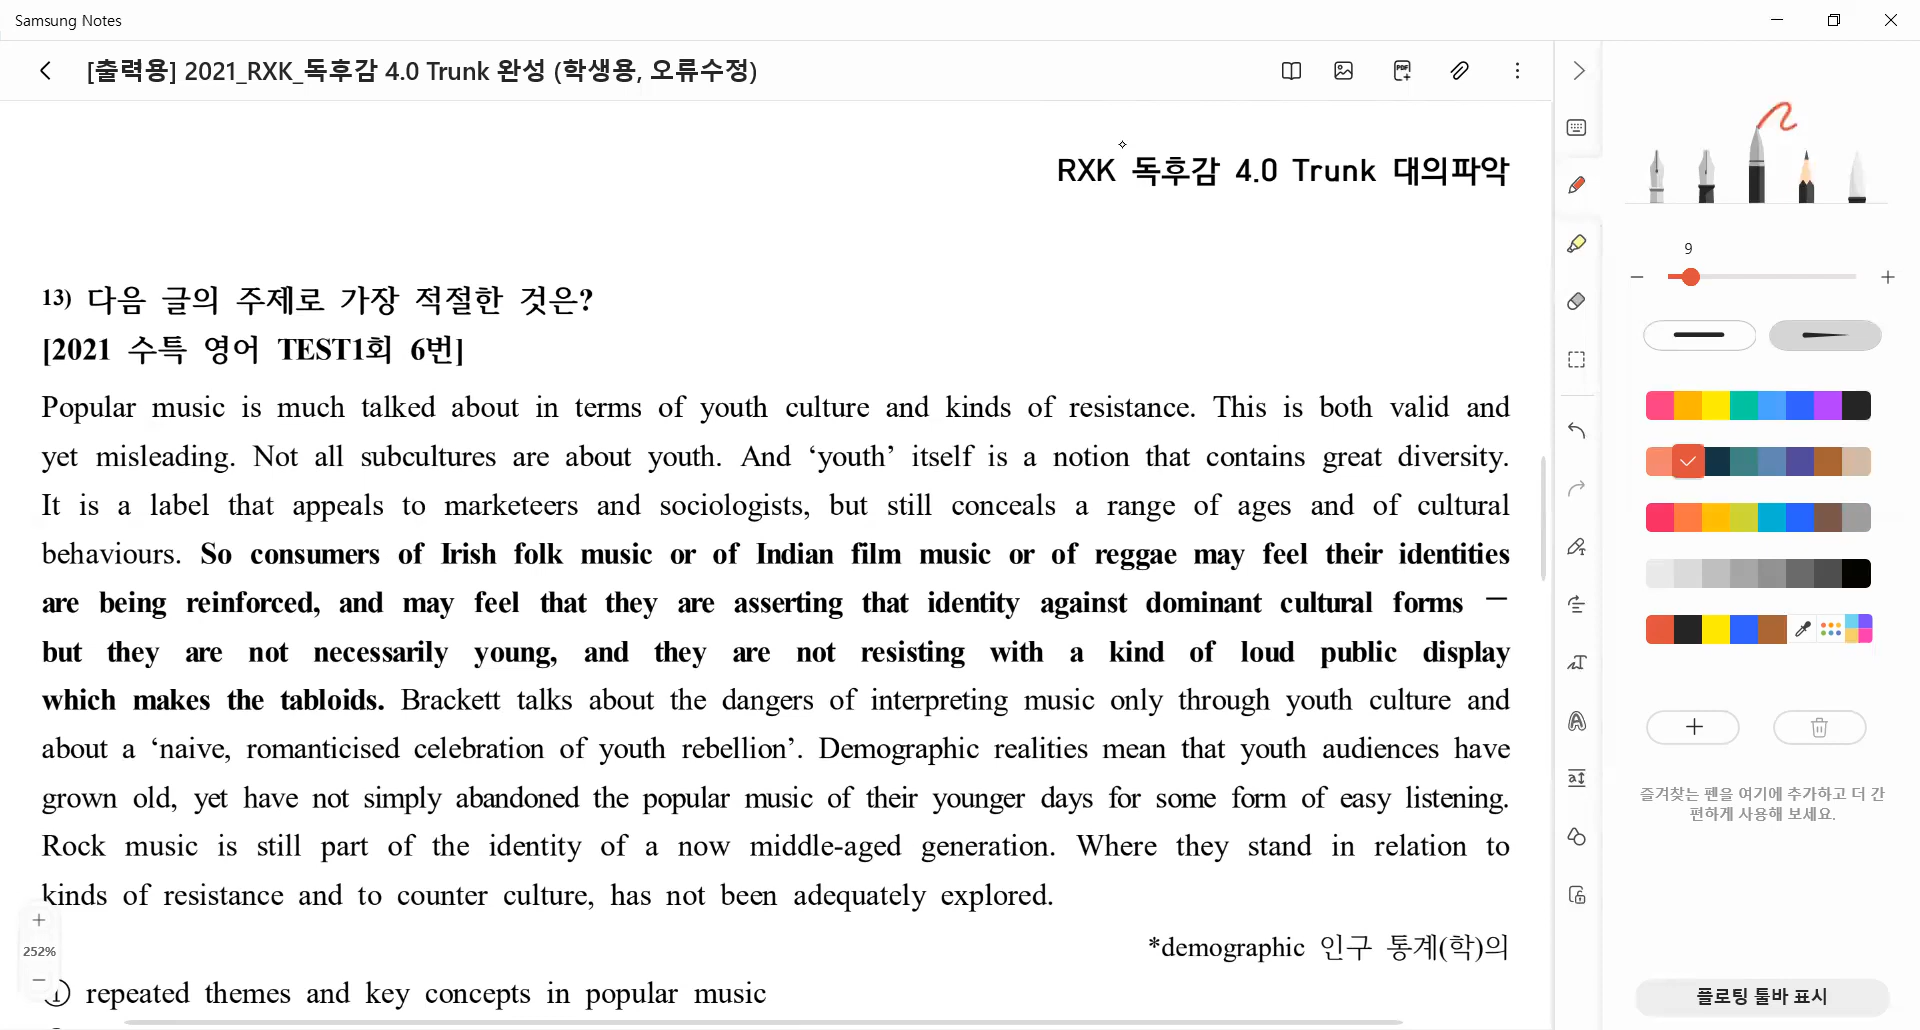 Samsung Notes
[출력용] 2021_RXK_독후감 4.0 Trunk 완성 (학생용, 오류수정)
RXK 독후감 4.0 Trunk 대의파악
13) 다음 글의 주제로 가장 적절한 것은?
[2021 수특 영어 TEST1회 6번]
Popular music is much talked about in terms of youth culture and kinds of resistance. This is both valid and
yet misleading. Not all subcultures are about youth. And ‘youth’ itself is a notion that contains great diversity.
It is a label that appeals to marketeers and sociologists, but still conceals a range of ages and of cultural
behaviours. So consumers of Irish folk music or of Indian film music or of reggae may feel their identities
are being reinforced, and may feel that they are asserting that identity against dominant cultural forms —
but they are not necessarily young, and they are not resisting with a kind of loud public display
which makes the tabloids. Brackett talks about the dangers of interpreting music only through youth culture and
about a ‘naive, romanticised celebration of youth rebellion’. Demographic realities mean that youth audiences have
grown old, yet have not simply abandoned the popular music of their younger days for some form of easy listening.
Rock music is still part of the identity of a now middle-aged generation. Where they stand in relation to
kinds of resistance and to counter culture, has not been adequately explored.
*demographic 인구 통계(학)의
① repeated themes and key concepts in popular music
252%
PDF
9
즐겨찾는 펜을 여기에 추가하고 더 간
편하게 사용해 보세요.
플로팅 툴바 표시